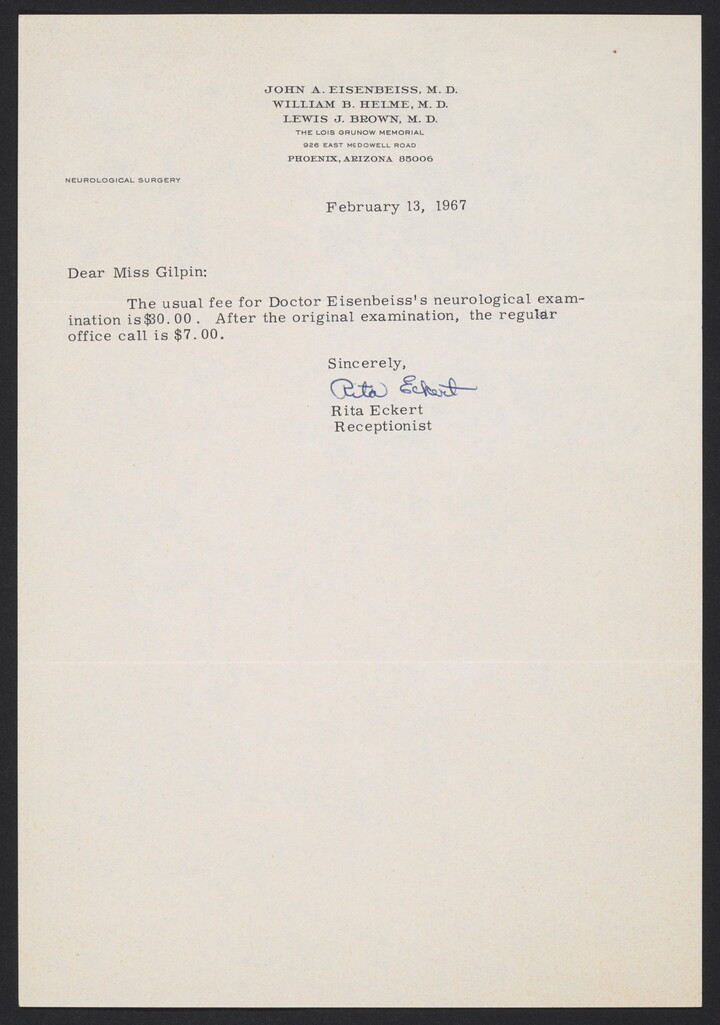 JOHN A. EISENBEISS, M. D.
WILLIAM B. HELME, M. D.
LEWIS J. BROWN, M. D.
THE LOIS GRUNOW MEMORIAL
926 EAST McDOWELL ROAD
PHOENIX, ARIZONA 85006
NEUROLOGICAL SURGERY
February 13, 1967
Dear Miss Gilpin:
The usual fee for Doctor Eisenbeiss's neurological exam-
ination is $30.00. After the original examination, the regular
office call is $7.00.
Sincerely,
Rita Eckert
Rita Eckert
Receptionist